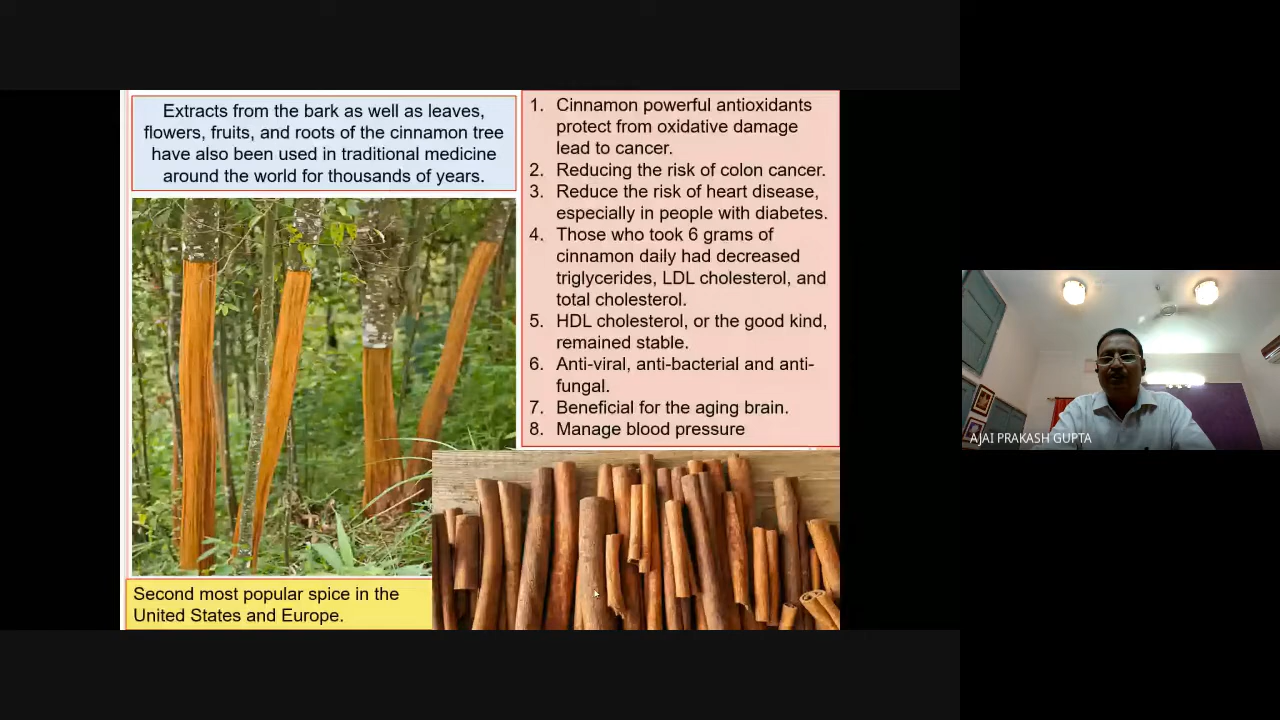 Extracts from the bark as well as leaves,
flowers, fruits, and roots of the cinnamon tree
have also been used in traditional medicine
around the world for thousands of years.
1. Cinnamon powerful antioxidants
protect from oxidative damage
lead to cancer.
2. Reducing the risk of colon cancer.
3. Reduce the risk of heart disease,
especially in people with diabetes.
4. Those who took 6 grams of
cinnamon daily had decreased
triglycerides, LDL cholesterol, and
total cholesterol.
5. HDL cholesterol, or the good kind,
remained stable.
6. Anti-viral, anti-bacterial and anti-
fungal.
7. Beneficial for the aging brain.
8. Manage blood pressure
Second most popular spice in the
United States and Europe.
AJAI PRAKASH GUPTA